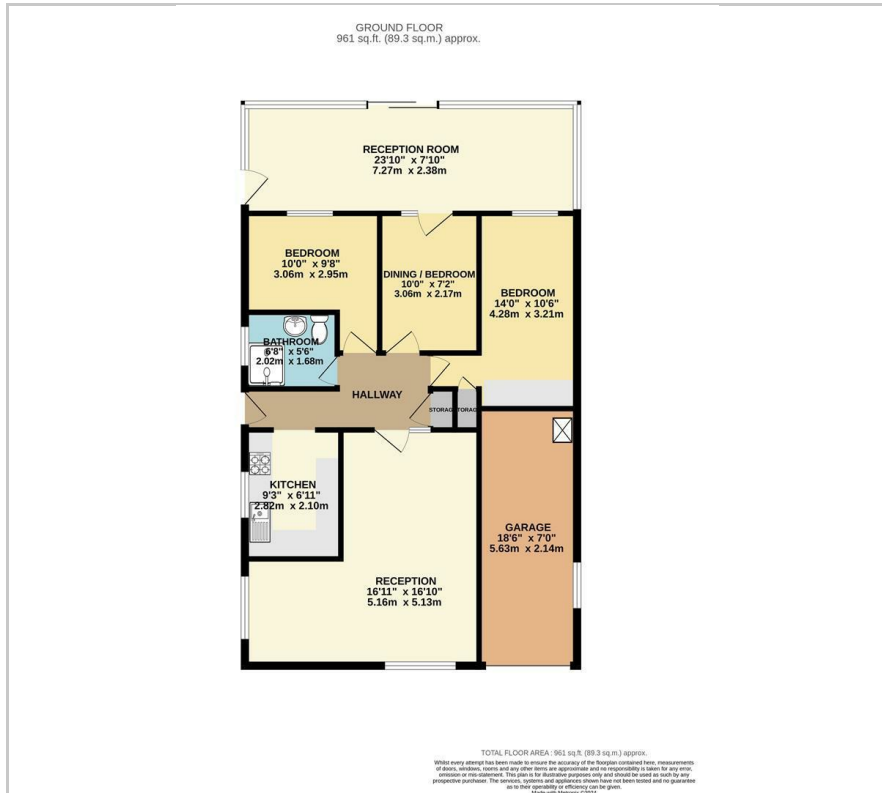 GROUND FLOOR
961 sq.ft. (89.3 sq.m.) approx.
RECEPTION ROOM
23'10" x 7'10"
7.27m x 2.38m
BEDROOM
10'0" x 9'8"
3.06m x 2.95m
DINING / BEDROOM
10'0" x 7'2"
3.06m x 2.17m
BEDROOM
14'0" x 10'6"
4.28m x 3.21m
BATHROOM
6'8" x 5'6"
2.02m x 1.68m
HALLWAY
STORAG
TORAG
KITCHEN
9'3" x 6'11"
2.82m x 2.10m
GARAGE
18'6" x 7'0"
5.63m x 2.14m
RECEPTION
16'11" x 16'10"
5.16m x 5.13m
TOTAL FLOOR AREA : 961 sq.ft. (89.3 sq.m.) approx.
Whilst every attempt has been made to ensure the accuracy of the floorplan contained here, measurements
of doors, windows, rooms and any other items are approximate and no responsibility is taken for any error,
omission or mis-statement. This plan is for illustrative purposes only and should be used as such by any
prospective purchaser. The services, systems and appliances shown have not been tested and no guarantee
as to their operability or efficiency can be given.
Made with Metropix ©2024